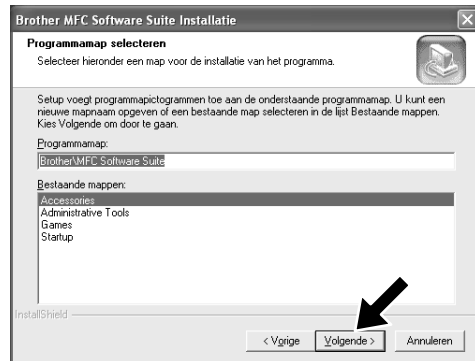 Brother MFC Software Suite Installatie
Programmamap selecteren
Selecteer hieronder een map voor de installatie van het programma.
Setup voegt programmapictogrammen toe aan de onderstaande programmamap. U kunt een
nieuwe mapnaam opgeven of een bestaande map selecteren in de lijst Bestaande mappen.
Kies Volgende om door te gaan.
Programmamap:
Brother\MFC Software Suite
Bestaande mappen:
Accessories
Administrative Tools
Games
Startup
InstallShield
< Vorige Volgende > Annuleren